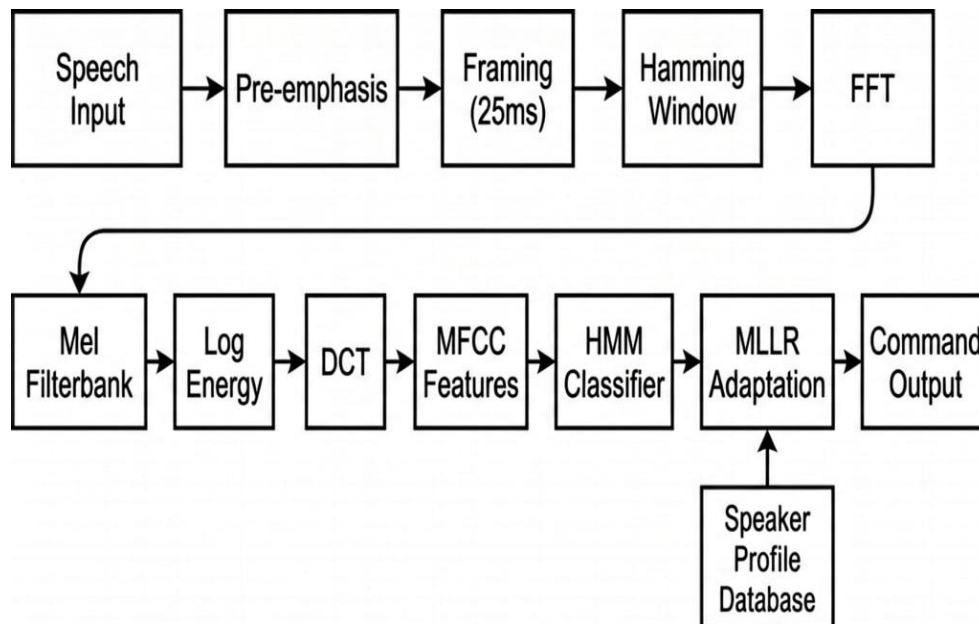 Speech
Input
Pre-emphasis
Framing
(25ms)
Hamming
Window
FFT
Mel
Filterbank
Log
Energy
DCT
MFCC
Features
HMM
Classifier
MLLR
Adaptation
Command
Output
Speaker
Profile
Database